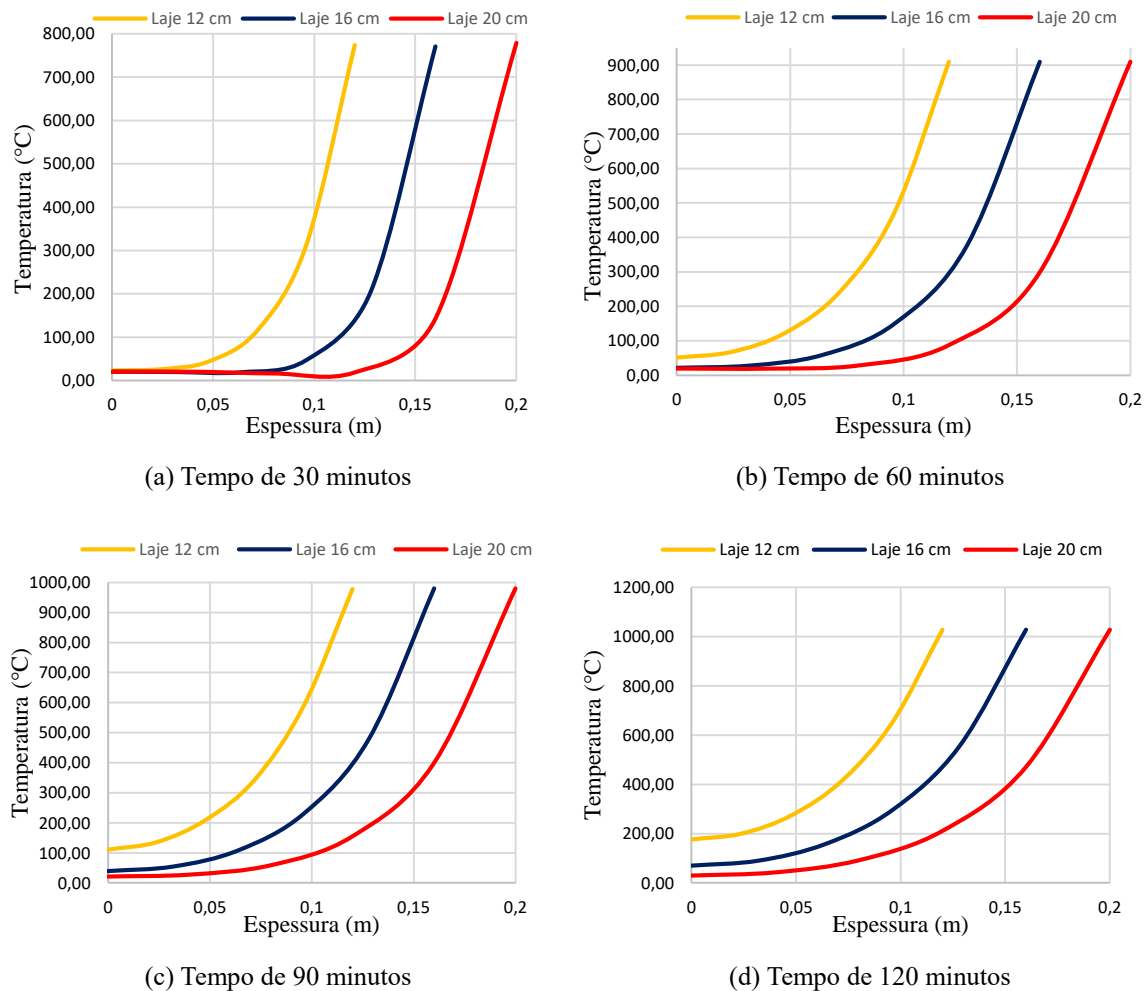 Laje 12 cm Laje 16 cm Laje 20 cm
800,00
700,00
600,00
500,00
400,00
300,00
200,00
100,00
0,00
Temperatura (°C)
0 0,05 0,1 0,15 0,2
Espessura (m)
(a) Tempo de 30 minutos
Laje 12 cm Laje 16 cm Laje 20 cm
900,00
800,00
700,00
600,00
500,00
400,00
300,00
200,00
100,00
0,00
Temperatura (°C)
0 0,05 0,1 0,15 0,2
Espessura (m)
(b) Tempo de 60 minutos
Laje 12 cm Laje 16 cm Laje 20 cm
1000,00
900,00
800,00
700,00
600,00
500,00
400,00
300,00
200,00
100,00
0,00
Temperatura (°C)
0 0,05 0,1 0,15 0,2
Espessura (m)
(c) Tempo de 90 minutos
Laje 12 cm Laje 16 cm Laje 20 cm
1200,00
1000,00
800,00
600,00
400,00
200,00
0,00
Temperatura (°C)
0 0,05 0,1 0,15 0,2
Espessura (m)
(d) Tempo de 120 minutos